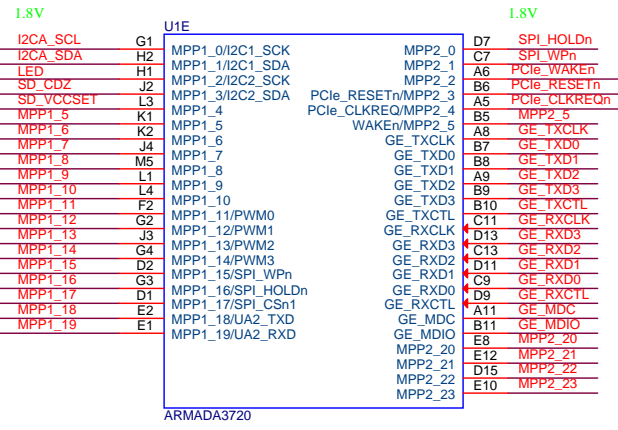 1.8V
1.8V
U1E
I2CA_SCL G1 MPP1_0/I2C1_SCK MPP2_0 D7 SPI_HOLDn
I2CA_SDA H2 MPP1_1/I2C1_SDA MPP2_1 C7 SPI_WPn
LED H1 MPP1_2/I2C2_SCK MPP2_2 A6 PCIe_WAKEn
SD_CDZ J2 MPP1_3/I2C2_SDA PCIe_RESETn/MPP2_3 B6 PCIe_RESETn
SD_VCCSET L3 MPP1_4 PCIe_CLKREQ/MPP2_4 A5 PCIe_CLKREQn
MPP1_5 K1 MPP1_5 WAKEn/MPP2_5 B5 MPP2_5
MPP1_6 K2 MPP1_6 GE_TXCLK A8 GE_TXCLK
MPP1_7 J4 MPP1_7 GE_TXD0 B7 GE_TXD0
MPP1_8 M5 MPP1_8 GE_TXD1 B8 GE_TXD1
MPP1_9 L1 MPP1_9 GE_TXD2 A9 GE_TXD2
MPP1_10 L4 MPP1_10 GE_TXD3 B9 GE_TXD3
MPP1_11 F2 MPP1_11/PWM0 GE_TXCTL B10 GE_TXCTL
MPP1_12 G2 MPP1_12/PWM1 GE_RXCLK C11 GE_RXCLK
MPP1_13 J3 MPP1_13/PWM2 GE_RXD3 D13 GE_RXD3
MPP1_14 G4 MPP1_14/PWM3 GE_RXD2 C13 GE_RXD2
MPP1_15 D2 MPP1_15/SPI_WPn GE_RXD1 D11 GE_RXD1
MPP1_16 G3 MPP1_16/SPI_HOLDn GE_RXD0 C9 GE_RXD0
MPP1_17 D1 MPP1_17/SPI_CSn1 GE_RXCTL D9 GE_RXCTL
MPP1_18 E2 MPP1_18/UA2_TXD GE_MDC A11 GE_MDC
MPP1_19 E1 MPP1_19/UA2_RXD GE_MDIO B11 GE_MDIO
MPP2_20 E8 MPP2_20
MPP2_21 E12 MPP2_21
MPP2_22 D15 MPP2_22
MPP2_23 E10 MPP2_23
ARMADA3720